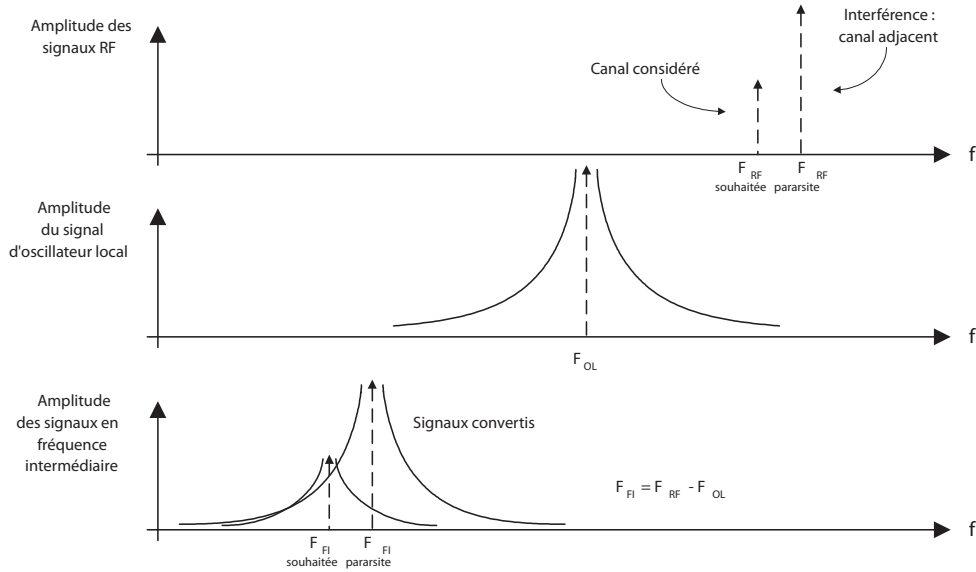 Amplitude des
signaux RF
Interférence :
canal adjacent
Canal considéré
f
F RF F RF
souhaitée pararsite
Amplitude
du signal
d'oscillateur local
f
F OL
Amplitude
des signaux en
fréquence
intermédiaire
Signaux convertis
F FI = F RF - F OL
f
F FI F FI
souhaitée pararsite